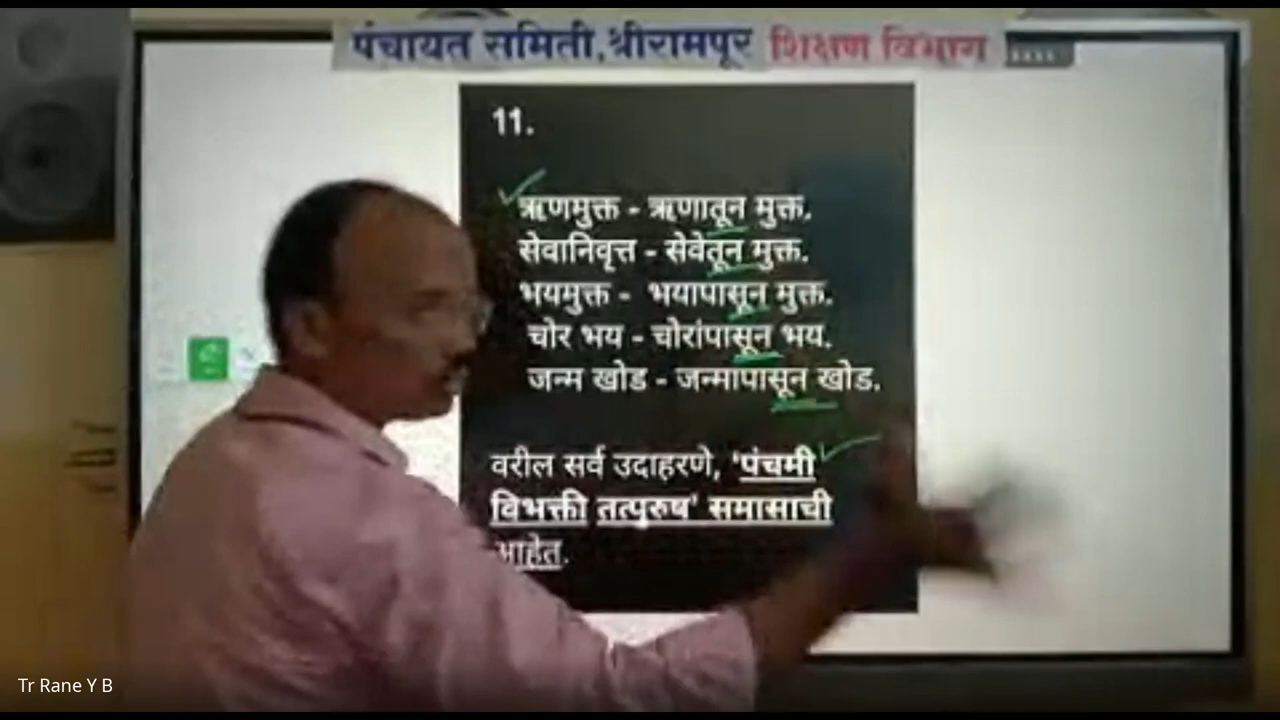 पंचायत समिती,श्रीरामपूर शिक्षण विभाग
11.
ऋणमुक्त - ऋणातून मुक्त.
सेवानिवृत्त - सेवेतून मुक्त.
भयमुक्त - भयापासून मुक्त.
चोर भय - चोरांपासून भय.
जन्म खोड - जन्मापासून खोड.
वरील सर्व उदाहरणे, 'पंचमी
विभक्ती तत्पुरुष' समासाची
आहेत.
Tr Rane Y B